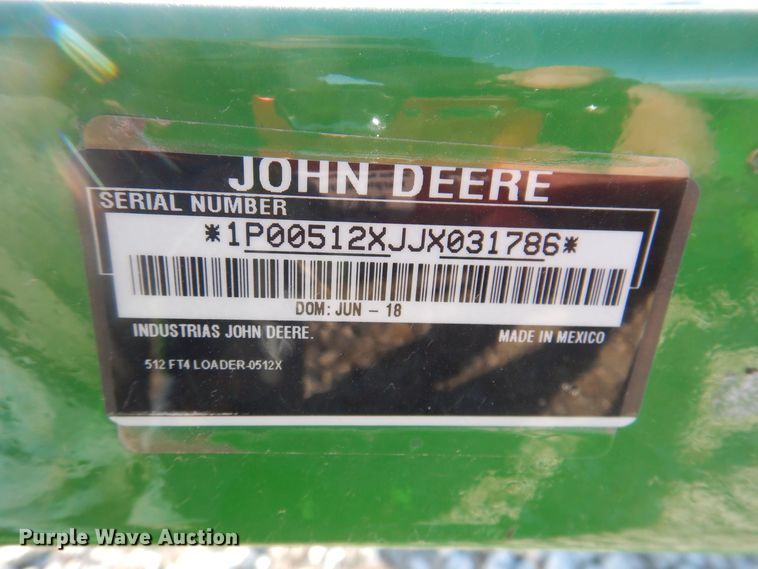 JOHN DEERE
SERIAL NUMBER
*1P00512XJJX031786*
DOM: JUN - 18
INDUSTRIAS JOHN DEERE. MADE IN MEXICO
512 FT4 LOADER-0512X
Purple Wave Auction